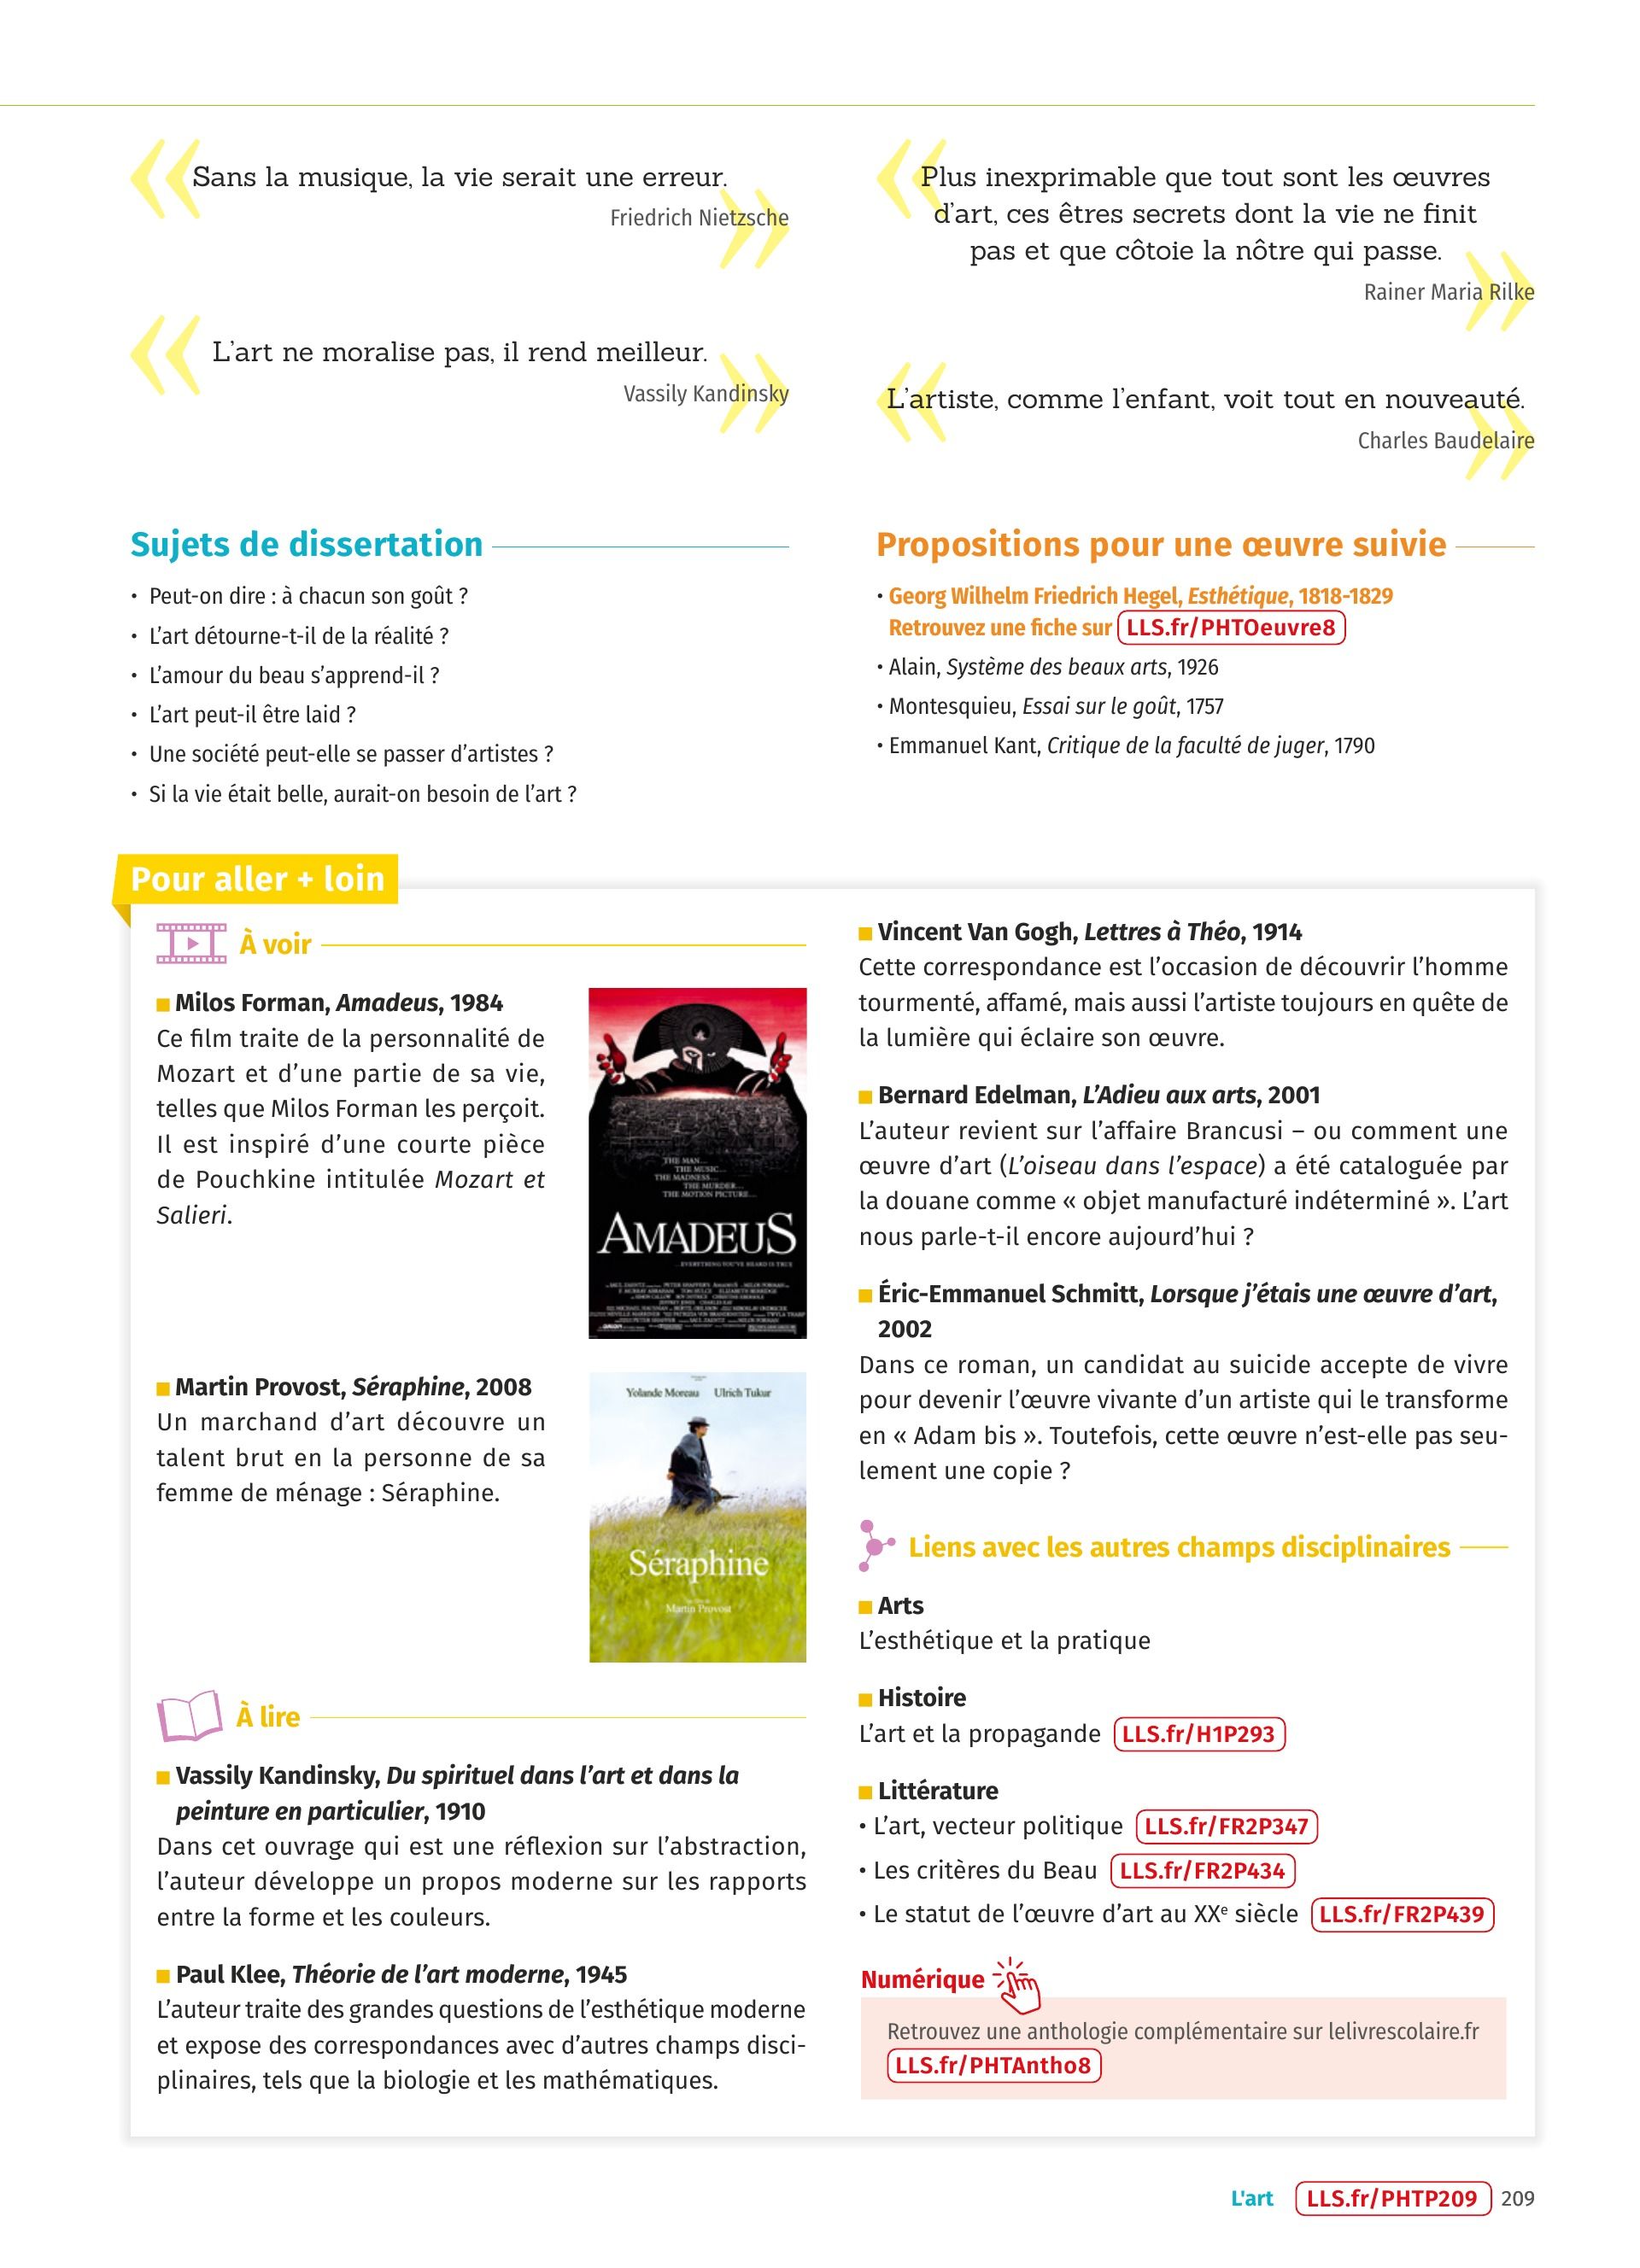 Sans la musique, la vie serait une erreur.
Friedrich Nietzsche
L'art ne moralise pas, il rend meilleur.
Vassily Kandinsky
Plus inexprimable que tout sont les œuvres
d'art, ces êtres secrets dont la vie ne finit
pas et que côtoie la nôtre qui passe.
Rainer Maria Rilke
L'artiste, comme l'enfant, voit tout en nouveauté.
Charles Baudelaire
Sujets de dissertation
• Peut-on dire : à chacun son goût ?
• L'art détourne-t-il de la réalité ?
• L'amour du beau s'apprend-il ?
• L'art peut-il être laid ?
• Une société peut-elle se passer d'artistes ?
• Si la vie était belle, aurait-on besoin de l'art ?
Propositions pour une œuvre suivie
• Georg Wilhelm Friedrich Hegel, Esthétique, 1818-1829
Retrouvez une fiche sur LLS.fr/PHTOeuvre8
• Alain, Système des beaux arts, 1926
• Montesquieu, Essai sur le goût, 1757
• Emmanuel Kant, Critique de la faculté de juger, 1790
Pour aller + loin
À voir
Milos Forman, Amadeus, 1984
Ce film traite de la personnalité de
Mozart et d'une partie de sa vie,
telles que Milos Forman les perçoit.
Il est inspiré d'une courte pièce
de Pouchkine intitulée Mozart et
Salieri.
THE MAN...
THE MUSIC...
THE MADNESS...
THE MURDER...
THE MOTION PICTURE...
AMADEUS
...EVERYTHING YOU'VE HEARD IS TRUE
Martin Provost, Séraphine, 2008
Un marchand d'art découvre un
talent brut en la personne de sa
femme de ménage : Séraphine.
Yolande Moreau Ulrich Tukur
Séraphine
Martin Provost
À lire
Vassily Kandinsky, Du spirituel dans l'art et dans la
peinture en particulier, 1910
Dans cet ouvrage qui est une réflexion sur l'abstraction,
l'auteur développe un propos moderne sur les rapports
entre la forme et les couleurs.
Paul Klee, Théorie de l'art moderne, 1945
L'auteur traite des grandes questions de l'esthétique moderne
et expose des correspondances avec d'autres champs disci-
plinaires, tels que la biologie et les mathématiques.
Vincent Van Gogh, Lettres à Théo, 1914
Cette correspondance est l'occasion de découvrir l'homme
tourmenté, affamé, mais aussi l'artiste toujours en quête de
la lumière qui éclaire son œuvre.
Bernard Edelman, L'Adieu aux arts, 2001
L'auteur revient sur l'affaire Brancusi – ou comment une
œuvre d'art (L'oiseau dans l'espace) a été cataloguée par
la douane comme « objet manufacturé indéterminé ». L'art
nous parle-t-il encore aujourd'hui ?
Éric-Emmanuel Schmitt, Lorsque j'étais une œuvre d'art,
2002
Dans ce roman, un candidat au suicide accepte de vivre
pour devenir l'œuvre vivante d'un artiste qui le transforme
en « Adam bis ». Toutefois, cette œuvre n'est-elle pas seu-
lement une copie ?
Liens avec les autres champs disciplinaires
Arts
L'esthétique et la pratique
Histoire
L'art et la propagande LLS.fr/H1P293
Littérature
• L'art, vecteur politique LLS.fr/FR2P347
• Les critères du Beau LLS.fr/FR2P434
• Le statut de l'œuvre d'art au XXe siècle LLS.fr/FR2P439
Numérique
Retrouvez une anthologie complémentaire sur lelivrescolaire.fr
LLS.fr/PHTAntho8
L'art LLS.fr/PHTP209 209